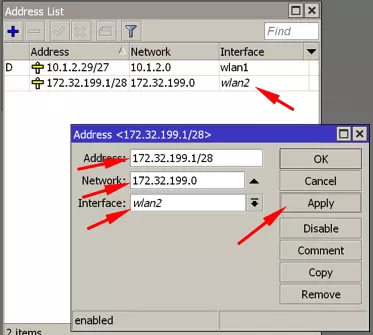 Address List
Address Network Interface
D 10.1.2.29/27 10.1.2.0 wlan1
172.32.199.1/28 172.32.199.0 wlan2
Address <172.32.199.1/28>
Address: 172.32.199.1/28 OK
Network: 172.32.199.0 Cancel
Interface: wlan2 Apply
Disable
Comment
Copy
Remove
enabled
2 items